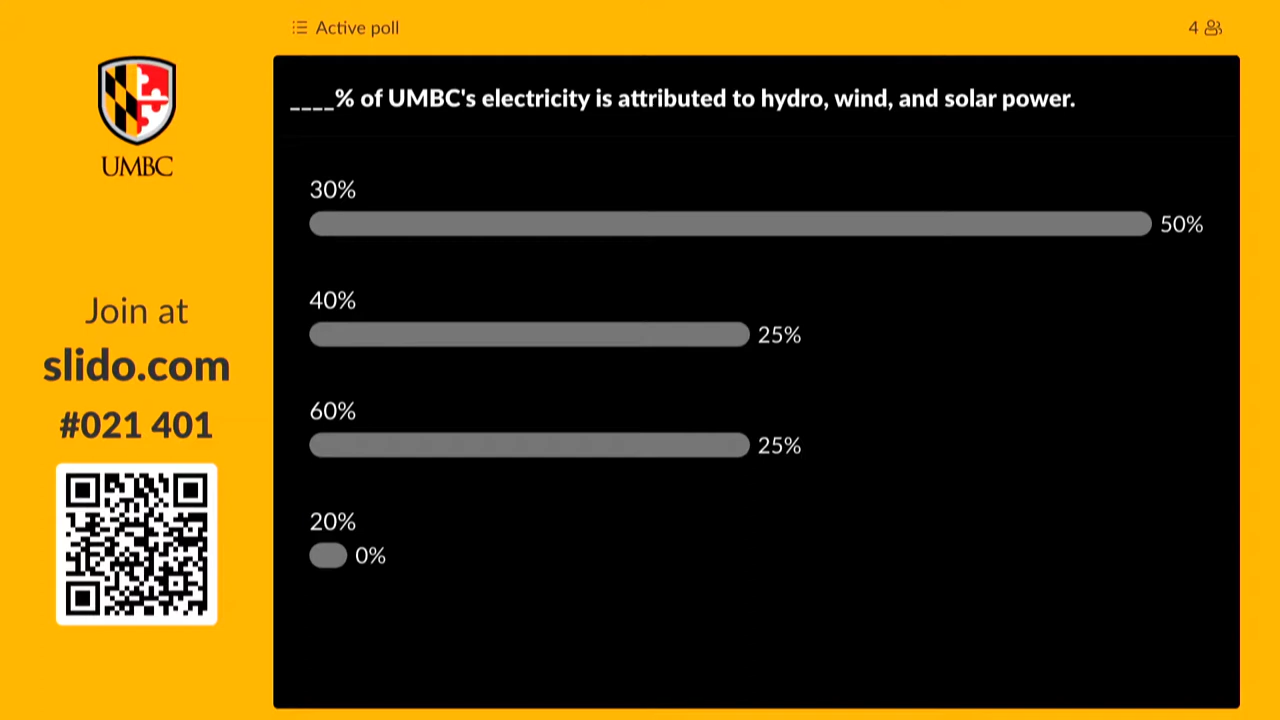 Active poll
4
UMBC
____% of UMBC's electricity is attributed to hydro, wind, and solar power.
30%
50%
40%
25%
60%
25%
20%
0%
Join at
slido.com
#021 401